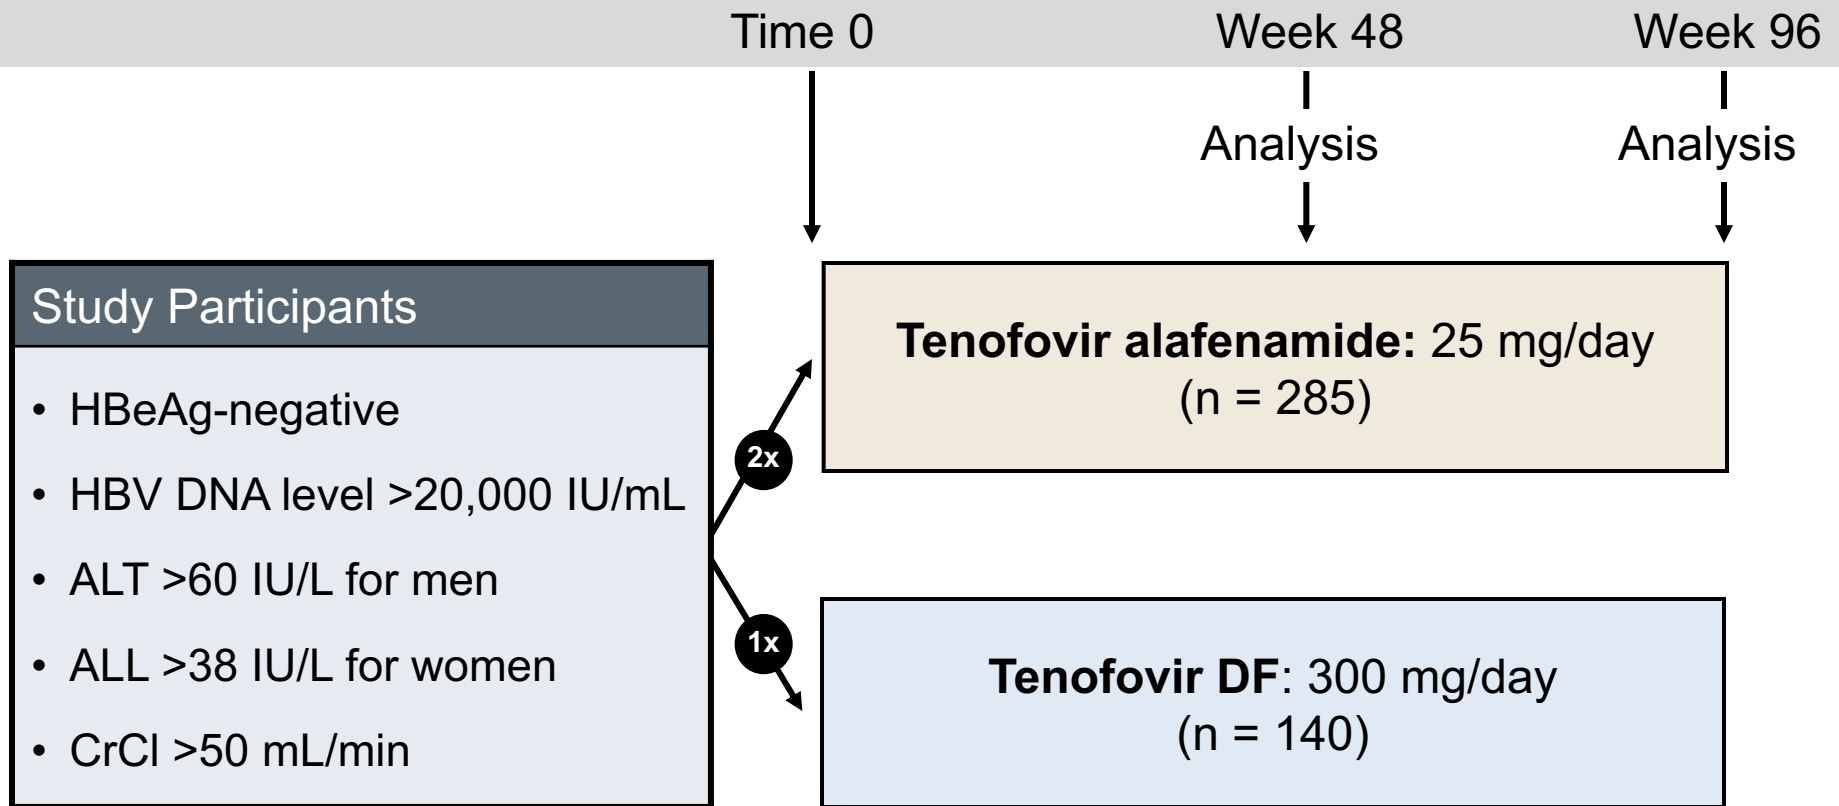 Time 0
Week 48
Week 96
Analysis
Analysis
Study Participants
• HBeAg-negative
• HBV DNA level >20,000 IU/mL
• ALT >60 IU/L for men
• ALL >38 IU/L for women
• CrCl >50 mL/min
2x
1x
Tenofovir alafenamide: 25 mg/day
(n = 285)
Tenofovir DF: 300 mg/day
(n = 140)